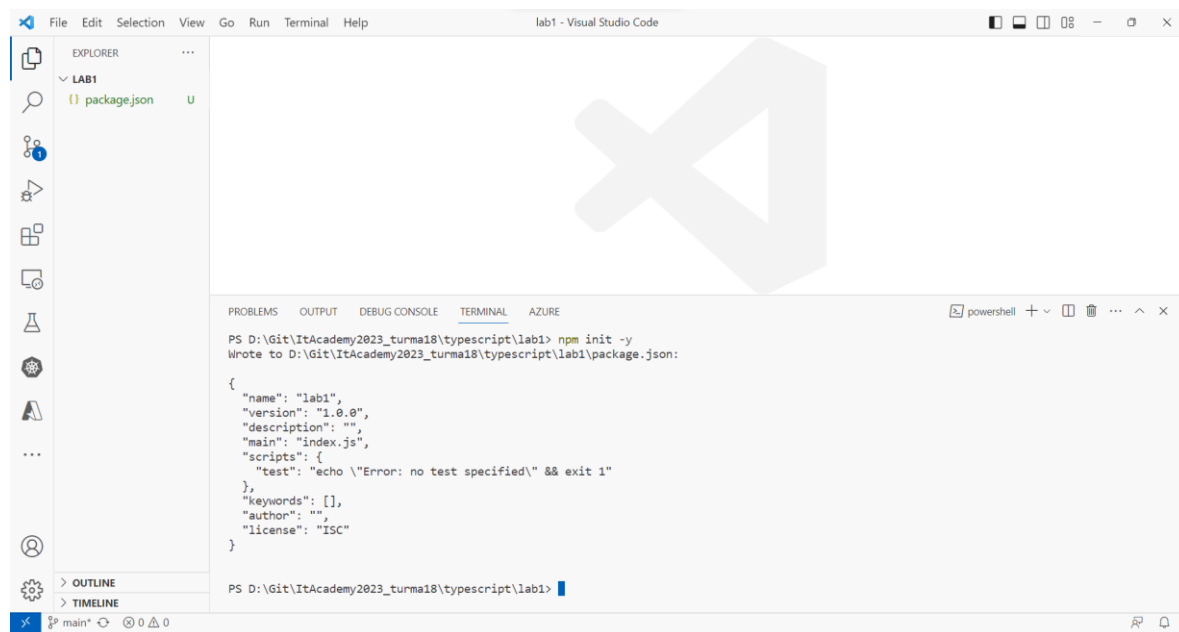 File Edit Selection View Go Run Terminal Help
lab1 - Visual Studio Code
EXPLORER
LAB1
{} package.json U
1
PROBLEMS OUTPUT DEBUG CONSOLE TERMINAL AZURE
powershell
PS D:\Git\ItAcademy2023_turma18\typescript\lab1> npm init -y
Wrote to D:\Git\ItAcademy2023_turma18\typescript\lab1\package.json:
{
  "name": "lab1",
  "version": "1.0.0",
  "description": "",
  "main": "index.js",
  "scripts": {
    "test": "echo \"Error: no test specified\" && exit 1"
  },
  "keywords": [],
  "author": "",
  "license": "ISC"
}
PS D:\Git\ItAcademy2023_turma18\typescript\lab1>
OUTLINE
TIMELINE
main* 0 0